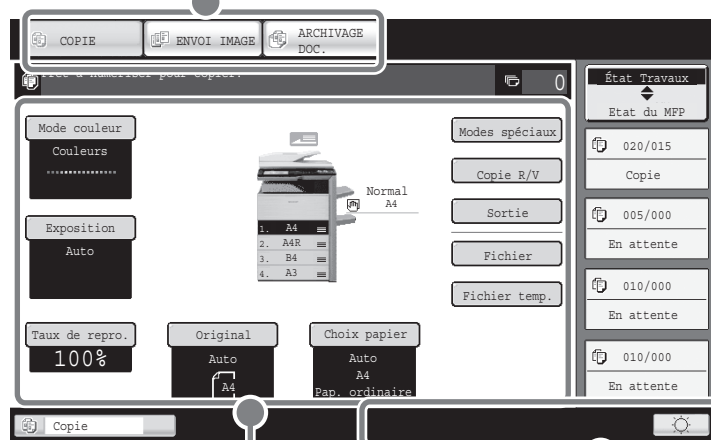 COPIE
ENVOI IMAGE
ARCHIVAGE
DOC.
numériser pour copier.
0
État Travaux
Etat du MFP
Mode couleur
Couleurs
Exposition
Auto
Taux de repro.
100%
Original
Auto
A4
Choix papier
Auto
A4
Pap. ordinaire
Normal
A4
1. A4
2. A4R
3. B4
4. A3
Modes spéciaux
Copie R/V
Sortie
Fichier
Fichier temp.
020/015
Copie
005/000
En attente
010/000
En attente
010/000
En attente
Copie